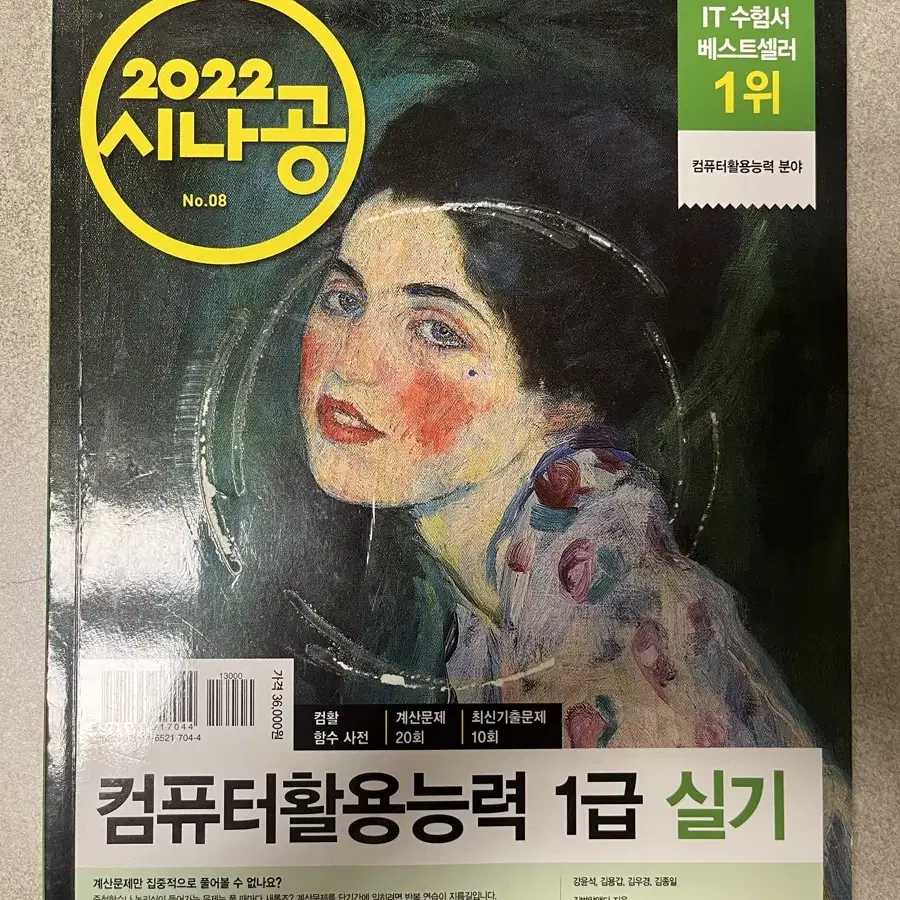 2022
시나공
No.08
IT 수험서
베스트셀러
1위
컴퓨터활용능력 분야
13000
가격 36,000원
컴활
함수 사전
계산문제
20회
최신기출문제
10회
컴퓨터활용능력 1급 실기
계산문제만 집중적으로 풀어볼 수 없나요?
강윤석, 김용갑, 김우경, 김종일